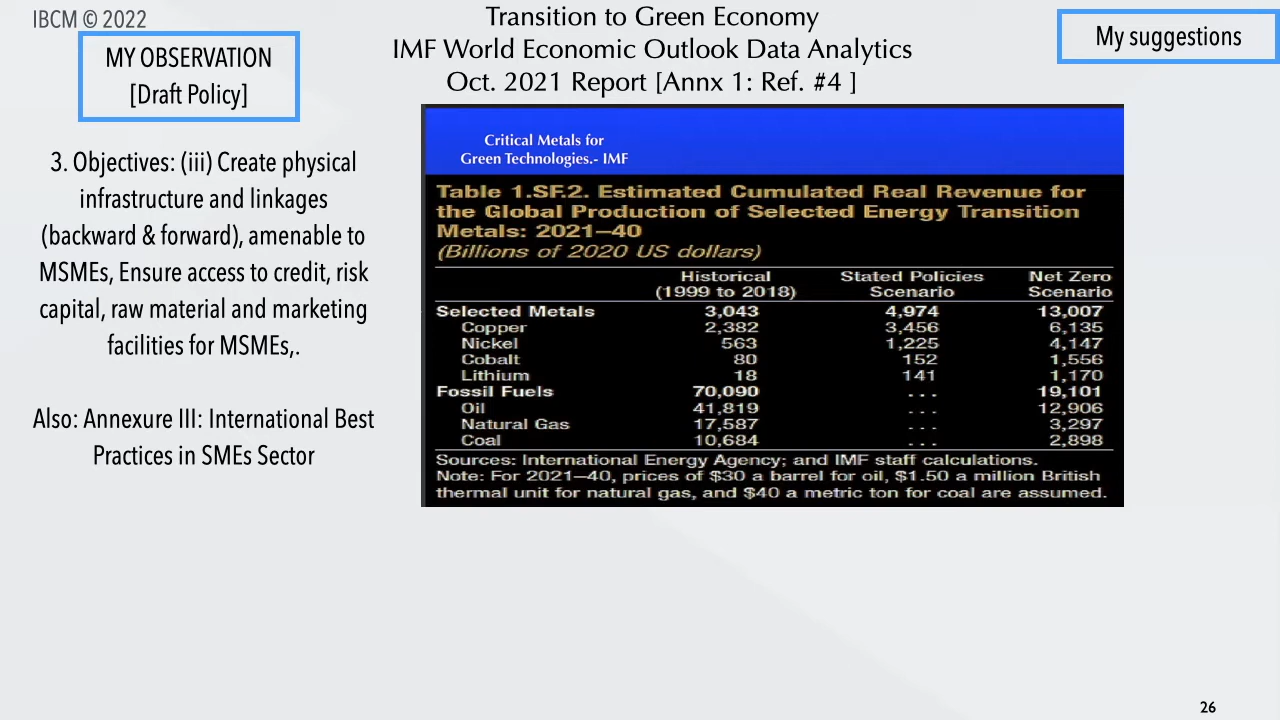 IBCM © 2022
Transition to Green Economy
IMF World Economic Outlook Data Analytics
Oct. 2021 Report [Annx 1: Ref. #4 ]
My suggestions
MY OBSERVATION
[Draft Policy]
3. Objectives: (iii) Create physical
infrastructure and linkages
(backward & forward), amenable to
MSMEs, Ensure access to credit, risk
capital, raw material and marketing
facilities for MSMEs,.
Also: Annexure III: International Best
Practices in SMEs Sector
Critical Metals for
Green Technologies.- IMF
Table 1.SF.2. Estimated Cumulated Real Revenue for
the Global Production of Selected Energy Transition
Metals: 2021–40
(Billions of 2020 US dollars)
Historical Stated Policies Net Zero
(1999 to 2018) Scenario Scenario
Selected Metals 3,043 4,974 13,007
Copper 2,382 3,456 6,135
Nickel 563 1,225 4,147
Cobalt 80 152 1,556
Lithium 18 141 1,170
Fossil Fuels 70,090 . . . 19,101
Oil 41,819 . . . 12,906
Natural Gas 17,587 . . . 3,297
Coal 10,684 . . . 2,898
Sources: International Energy Agency; and IMF staff calculations.
Note: For 2021–40, prices of $30 a barrel for oil, $1.50 a million British
thermal unit for natural gas, and $40 a metric ton for coal are assumed.
26